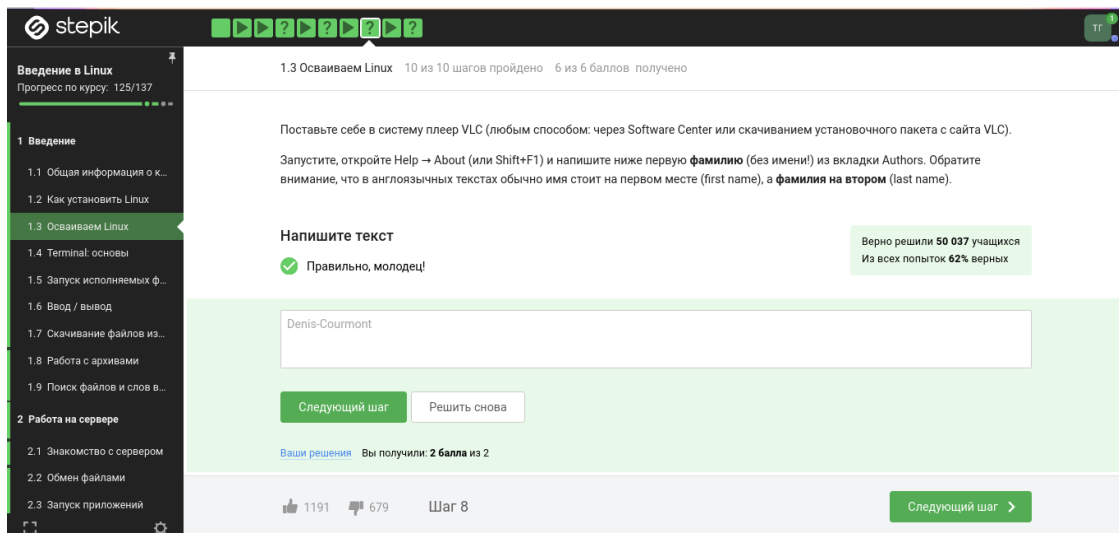 stepik
? ? ? ?
ТГ 1
Введение в Linux
Прогресс по курсу: 125/137
1 Введение
1.1 Общая информация о к...
1.2 Как установить Linux
1.3 Осваиваем Linux
1.4 Terminal: основы
1.5 Запуск исполняемых ф...
1.6 Ввод / вывод
1.7 Скачивание файлов из...
1.8 Работа с архивами
1.9 Поиск файлов и слов в...
2 Работа на сервере
2.1 Знакомство с сервером
2.2 Обмен файлами
2.3 Запуск приложений
1.3 Осваиваем Linux 10 из 10 шагов пройдено 6 из 6 баллов получено
Поставьте себе в систему плеер VLC (любым способом: через Software Center или скачиванием установочного пакета с сайта VLC).
Запустите, откройте Help → About (или Shift+F1) и напишите ниже первую фамилию (без имени!) из вкладки Authors. Обратите
внимание, что в англоязычных текстах обычно имя стоит на первом месте (first name), а фамилия на втором (last name).
Напишите текст
Правильно, молодец!
Верно решили 50 037 учащихся
Из всех попыток 62% верных
Denis-Courmont
Следующий шаг Решить снова
Ваши решения Вы получили: 2 балла из 2
1191 679 Шаг 8 Следующий шаг